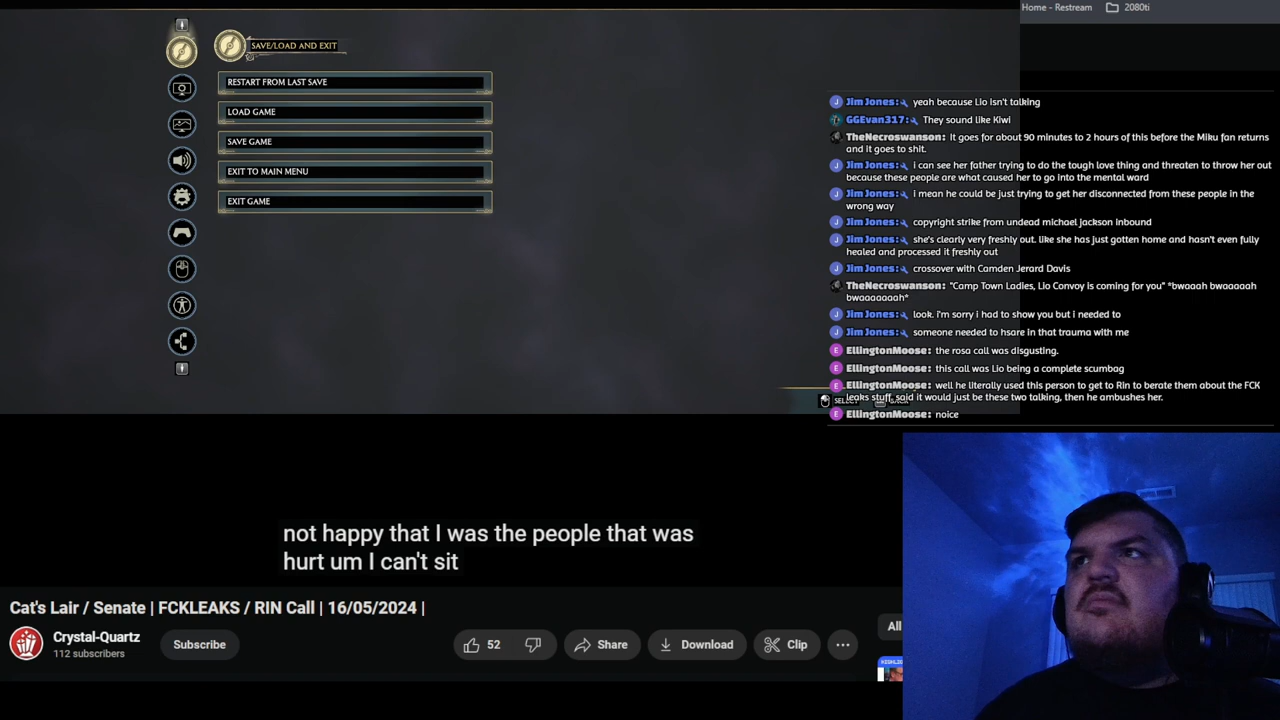 Home - Restream
2080ti
SAVE/LOAD AND EXIT
RESTART FROM LAST SAVE
LOAD GAME
SAVE GAME
EXIT TO MAIN MENU
EXIT GAME
J Jim Jones: yeah because Lio isn't talking
GGEvan317: They sound like Kiwi
TheNecroswanson: It goes for about 90 minutes to 2 hours of this before the Miku fan returns
and it goes to shit.
J Jim Jones: i can see her father trying to do the tough love thing and threaten to throw her out
because these people are what caused her to go into the mental ward
J Jim Jones: i mean he could be just trying to get her disconnected from these people in the
wrong way
J Jim Jones: copyright strike from undead michael jackson inbound
J Jim Jones: she's clearly very freshly out. like she has just gotten home and hasn't even fully
healed and processed it freshly out
J Jim Jones: crossover with Camden Jerard Davis
TheNecroswanson: "Camp Town Ladies, Lio Convoy is coming for you" *bwaaah bwaaaaah
bwaaaaaaah*
J Jim Jones: look. i'm sorry i had to show you but i needed to
J Jim Jones: someone needed to hsare in that trauma with me
E EllingtonMoose: the rosa call was disgusting.
E EllingtonMoose: this call was Lio being a complete scumbag
E EllingtonMoose: well he literally used this person to get to Rin to berate them about the FCK
leaks stuff, said it would just be these two talking, then he ambushes her.
E EllingtonMoose: noice
SELECT
BACK
not happy that I was the people that was
hurt um I can't sit
Cat's Lair / Senate | FCKLEAKS / RIN Call | 16/05/2024 |
Crystal-Quartz
112 subscribers
Subscribe
52
Share
Download
Clip
All